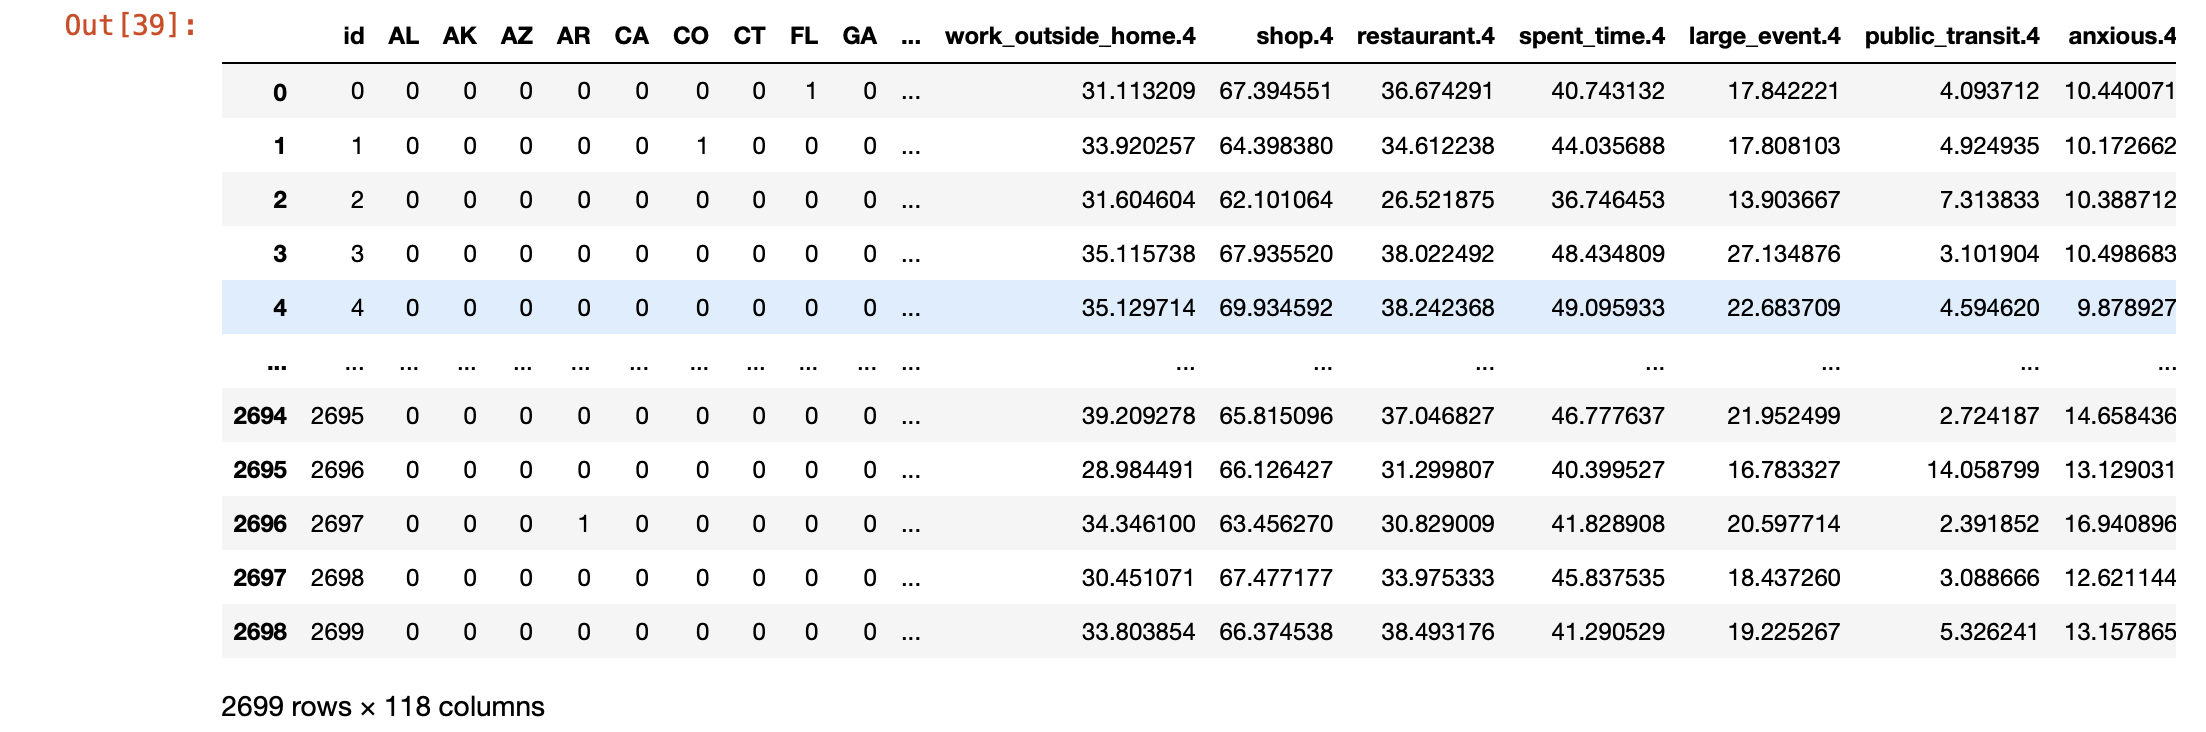 Out[39]:
id AL AK AZ AR CA CO CT FL GA ... work_outside_home.4 shop.4 restaurant.4 spent_time.4 large_event.4 public_transit.4 anxious.4
0 0 0 0 0 0 0 0 0 1 0 ... 31.113209 67.394551 36.674291 40.743132 17.842221 4.093712 10.440071
1 1 0 0 0 0 0 1 0 0 0 ... 33.920257 64.398380 34.612238 44.035688 17.808103 4.924935 10.172662
2 2 0 0 0 0 0 0 0 0 0 ... 31.604604 62.101064 26.521875 36.746453 13.903667 7.313833 10.388712
3 3 0 0 0 0 0 0 0 0 0 ... 35.115738 67.935520 38.022492 48.434809 27.134876 3.101904 10.498683
4 4 0 0 0 0 0 0 0 0 0 ... 35.129714 69.934592 38.242368 49.095933 22.683709 4.594620 9.878927
... ... ... ... ... ... ... ... ... ... ... ... ... ... ... ... ... ... ...
2694 2695 0 0 0 0 0 0 0 0 0 ... 39.209278 65.815096 37.046827 46.777637 21.952499 2.724187 14.658436
2695 2696 0 0 0 0 0 0 0 0 0 ... 28.984491 66.126427 31.299807 40.399527 16.783327 14.058799 13.129031
2696 2697 0 0 0 1 0 0 0 0 0 ... 34.346100 63.456270 30.829009 41.828908 20.597714 2.391852 16.940896
2697 2698 0 0 0 0 0 0 0 0 0 ... 30.451071 67.477177 33.975333 45.837535 18.437260 3.088666 12.621144
2698 2699 0 0 0 0 0 0 0 0 0 ... 33.803854 66.374538 38.493176 41.290529 19.225267 5.326241 13.157865
2699 rows × 118 columns